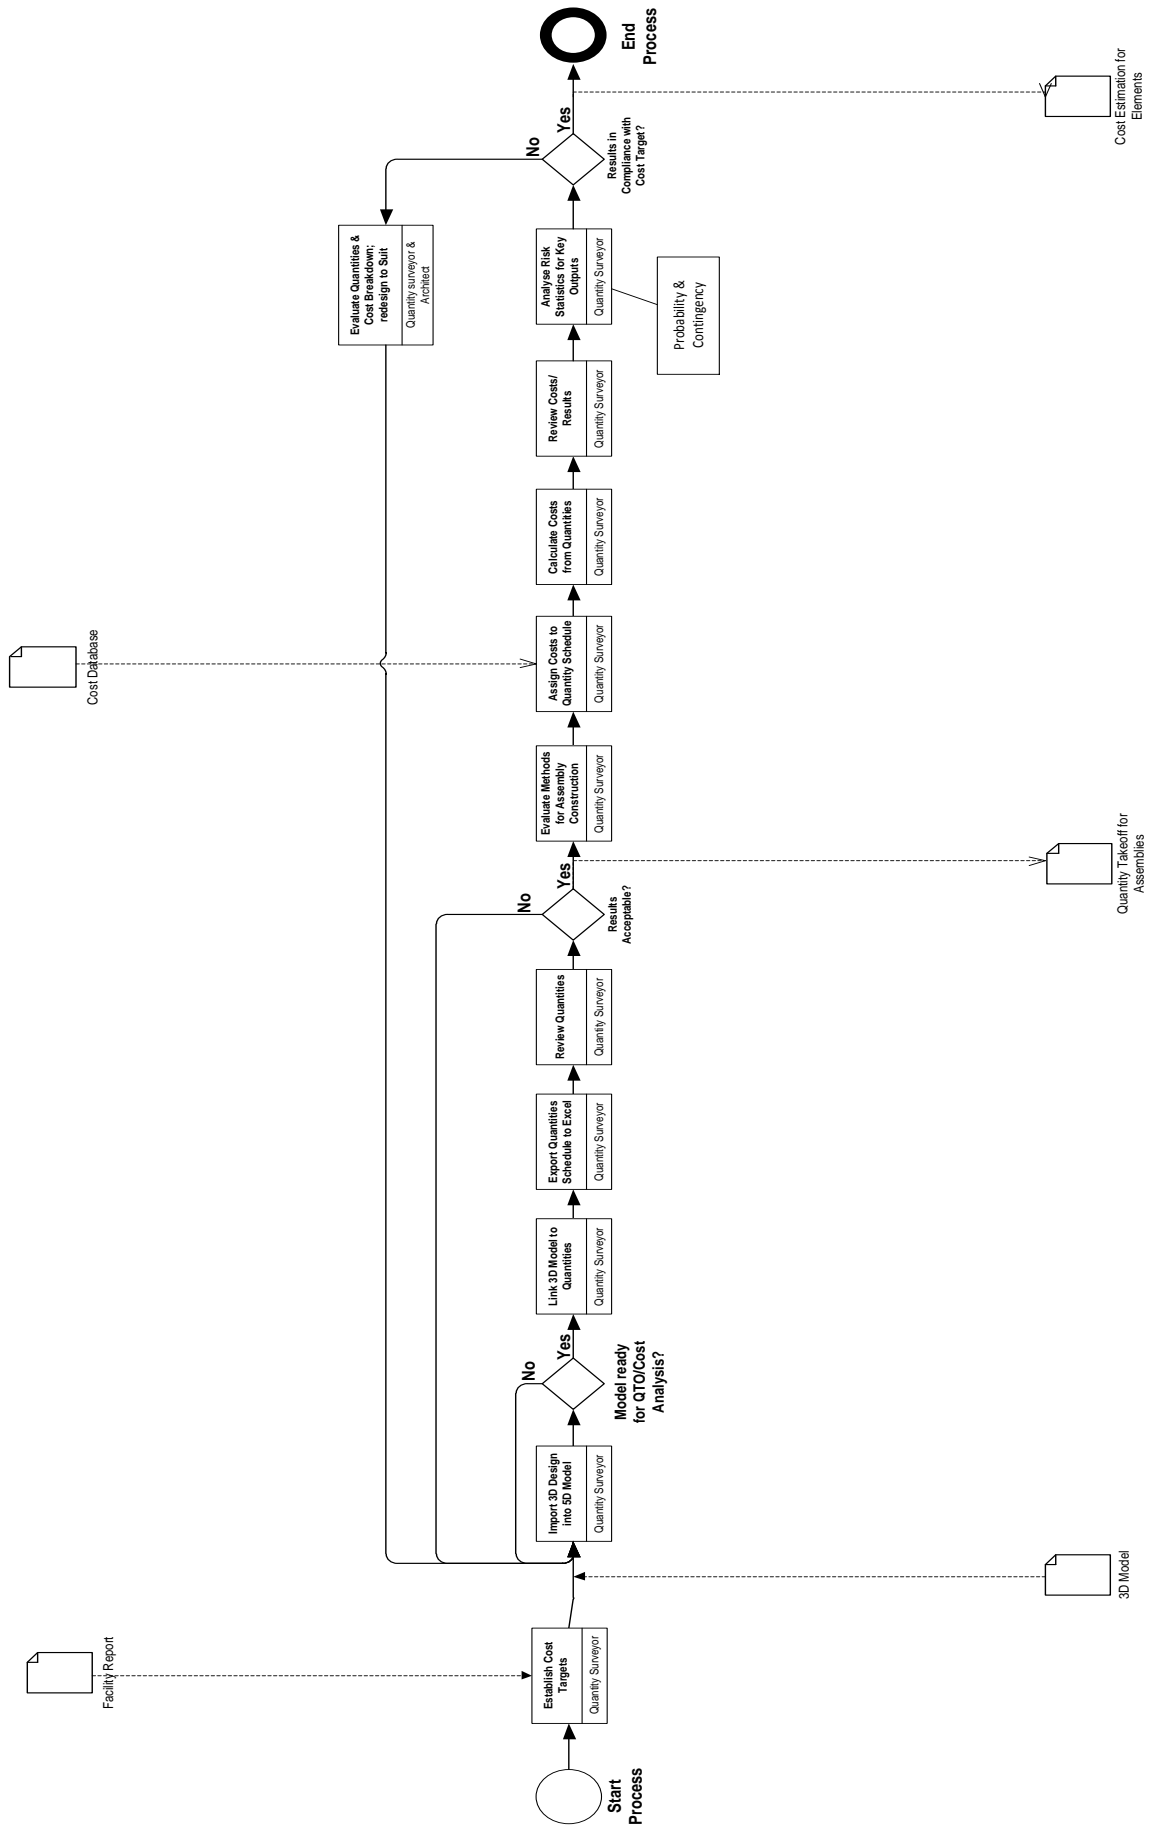 Facility Report
Cost Database
Evaluate Quantities &
Cost Breakdown;
redesign to Suit
Quantity surveyor &
Architect
Start
Process
Establish Cost
Targets
Quantity Surveyor
Import 3D Design
into 5D Model
Quantity Surveyor
No
Yes
Model ready
for QTO/Cost
Analysis?
Link 3D Model to
Quantities
Quantity Surveyor
Export Quantities
Schedule to Excel
Quantity Surveyor
Review Quantities
Quantity Surveyor
No
Yes
Results
Acceptable?
Evaluate Methods
for Assembly
Construction
Quantity Surveyor
Assign Costs to
Quantity Schedule
Quantity Surveyor
Calculate Costs
from Quantities
Quantity Surveyor
Review Costs/
Results
Quantity Surveyor
Analyse Risk
Statistics for Key
Outputs
Quantity Surveyor
Probability &
Contingency
No
Yes
Results in
Compliance with
Cost Target?
End
Process
3D Model
Quantity Takeoff for
Assemblies
Cost Estimation for
Elements